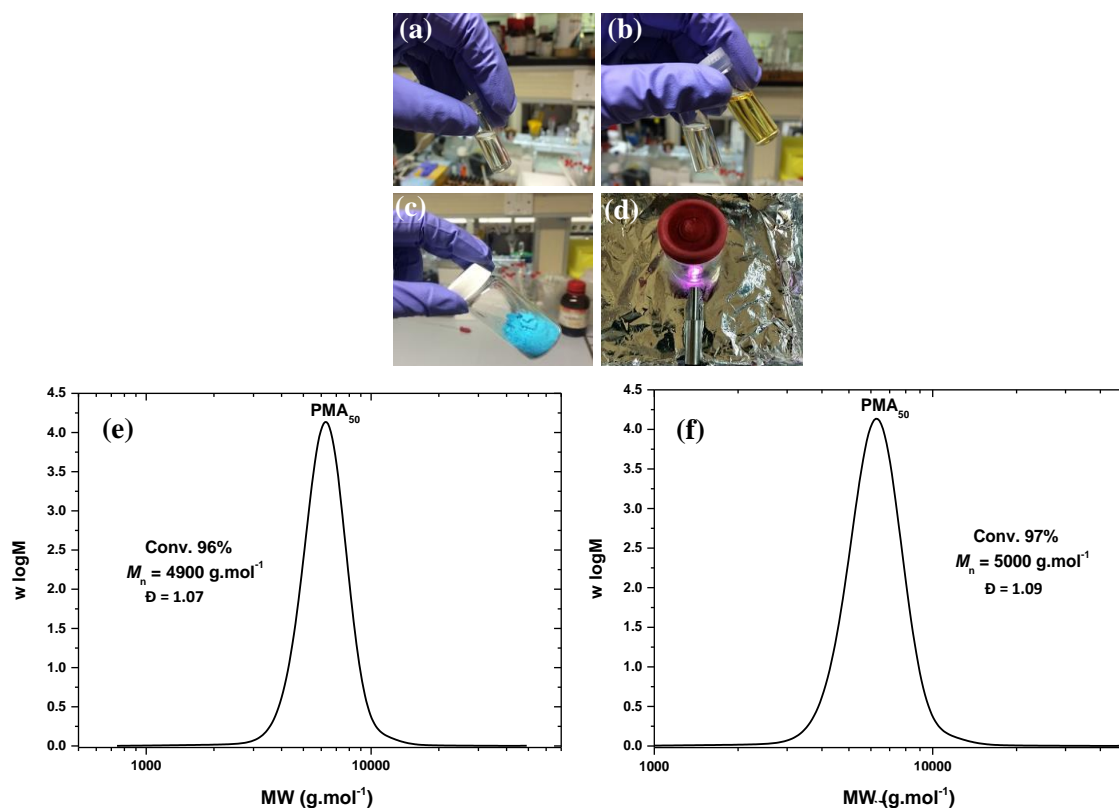 (a)
(b)
(c)
(d)
4.5
4.0
3.5
3.0
2.5
2.0
1.5
1.0
0.5
0.0
w logM
(e)
PMA50
Conv. 96%
Mn = 4900 g.mol-1
Đ = 1.07
1000
10000
MW (g.mol-1)
4.5
4.0
3.5
3.0
2.5
2.0
1.5
1.0
0.5
0.0
w logM
(f)
PMA50
Conv. 97%
Mn = 5000 g.mol-1
Đ = 1.09
1000
10000
MW (g.mol-1)